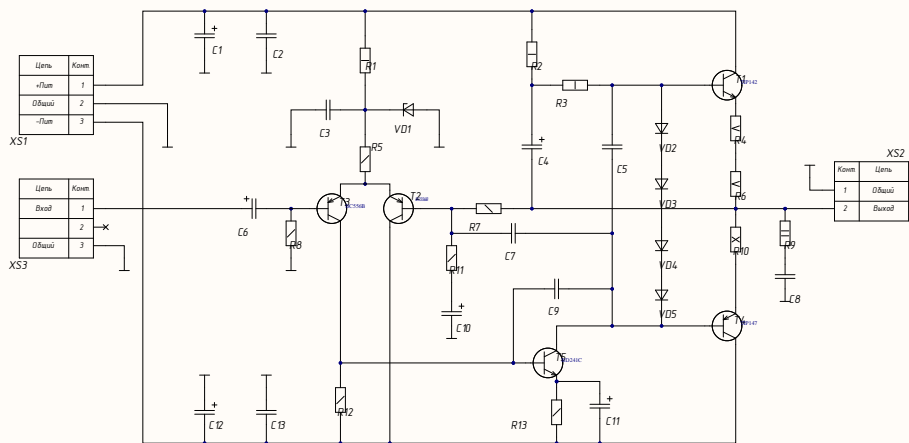 C1
C2
R1
R2
T1
Цепь Конт.
+Пит 1
Общий 2
-Пит 3
XS1
R3
C3
VD1
VD2
R4
C4
C5
R5
XS2
Конт. Цепь
1 Общий
2 Выход
Цепь Конт.
Вход 1
2
Общий 3
XS3
T3
T2
VD3
R6
C6
R8
R7
C7
R11
R10
R9
VD4
C8
C9
C10
VD5
T4
T5
C12
C13
R12
R13
C11